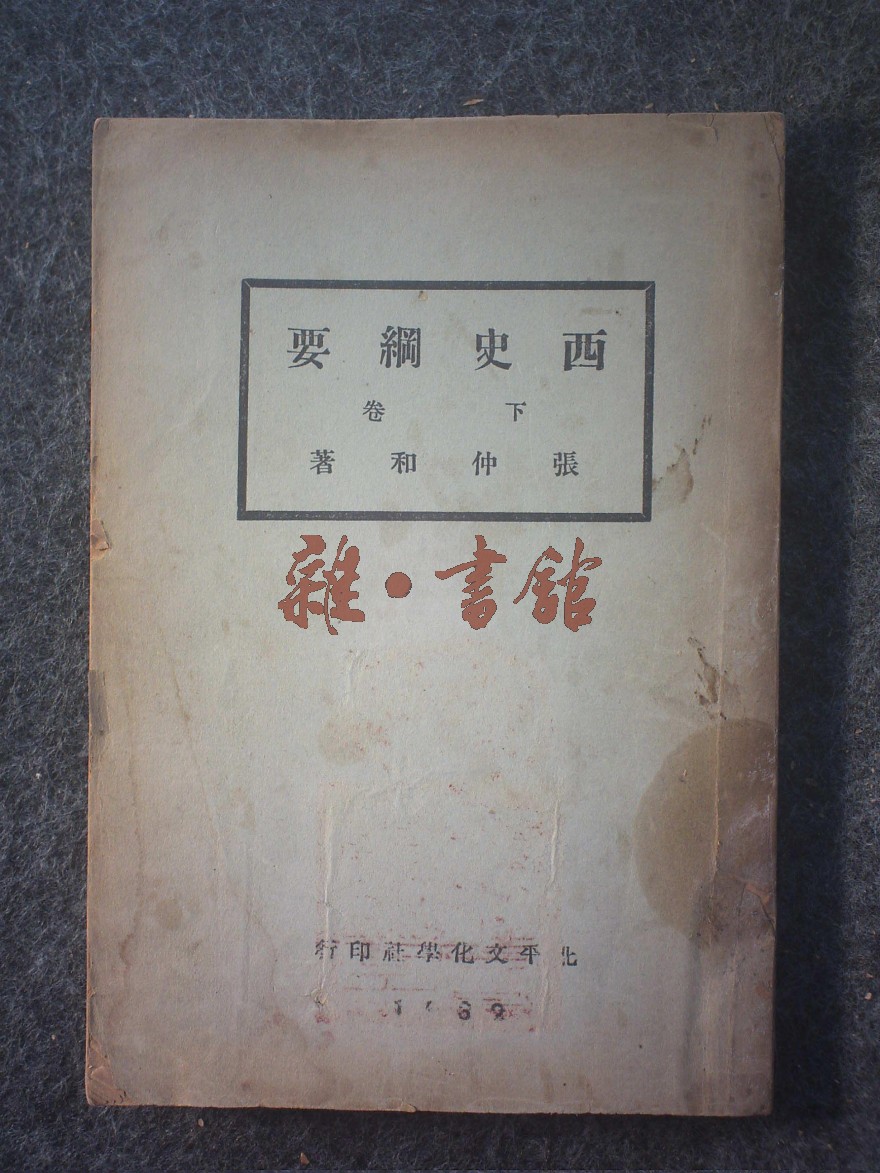 西史綱要
下卷
張仲和著
雜·書館
北平文化學社印行